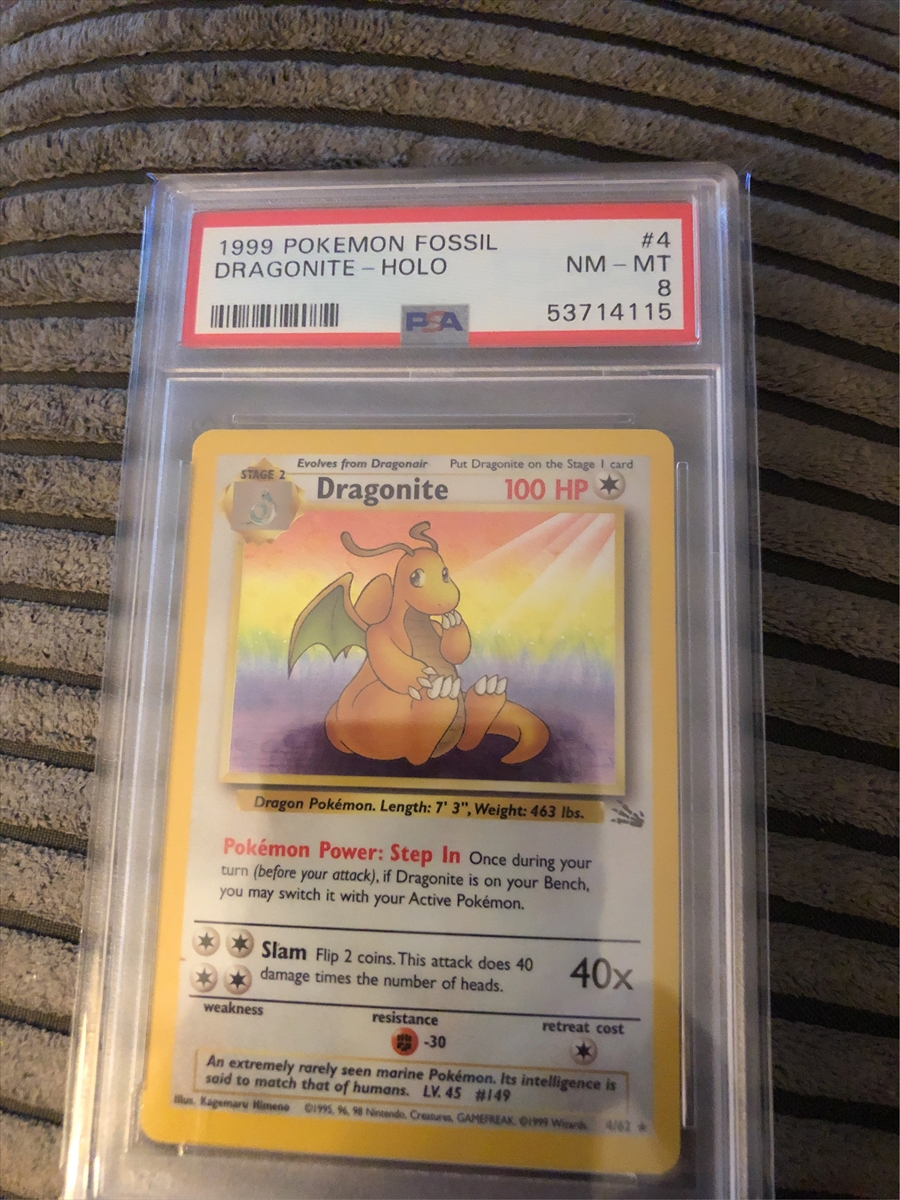 1999 POKEMON FOSSIL #4
DRAGONITE – HOLO NM – MT
8
PSA 53714115
STAGE 2 Evolves from Dragonair Put Dragonite on the Stage 1 card
Dragonite 100 HP
Dragon Pokémon. Length: 7' 3", Weight: 463 lbs.
Pokémon Power: Step In Once during your
turn (before your attack), if Dragonite is on your Bench,
you may switch it with your Active Pokémon.
Slam Flip 2 coins. This attack does 40
damage times the number of heads. 40x
weakness resistance retreat cost
-30
An extremely rarely seen marine Pokémon. Its intelligence is
said to match that of humans. LV. 45 #149
Illus. Kagemaru Himeno ©1995, 96, 98 Nintendo, Creatures, GAMEFREAK. ©1999 Wizards. 4/62